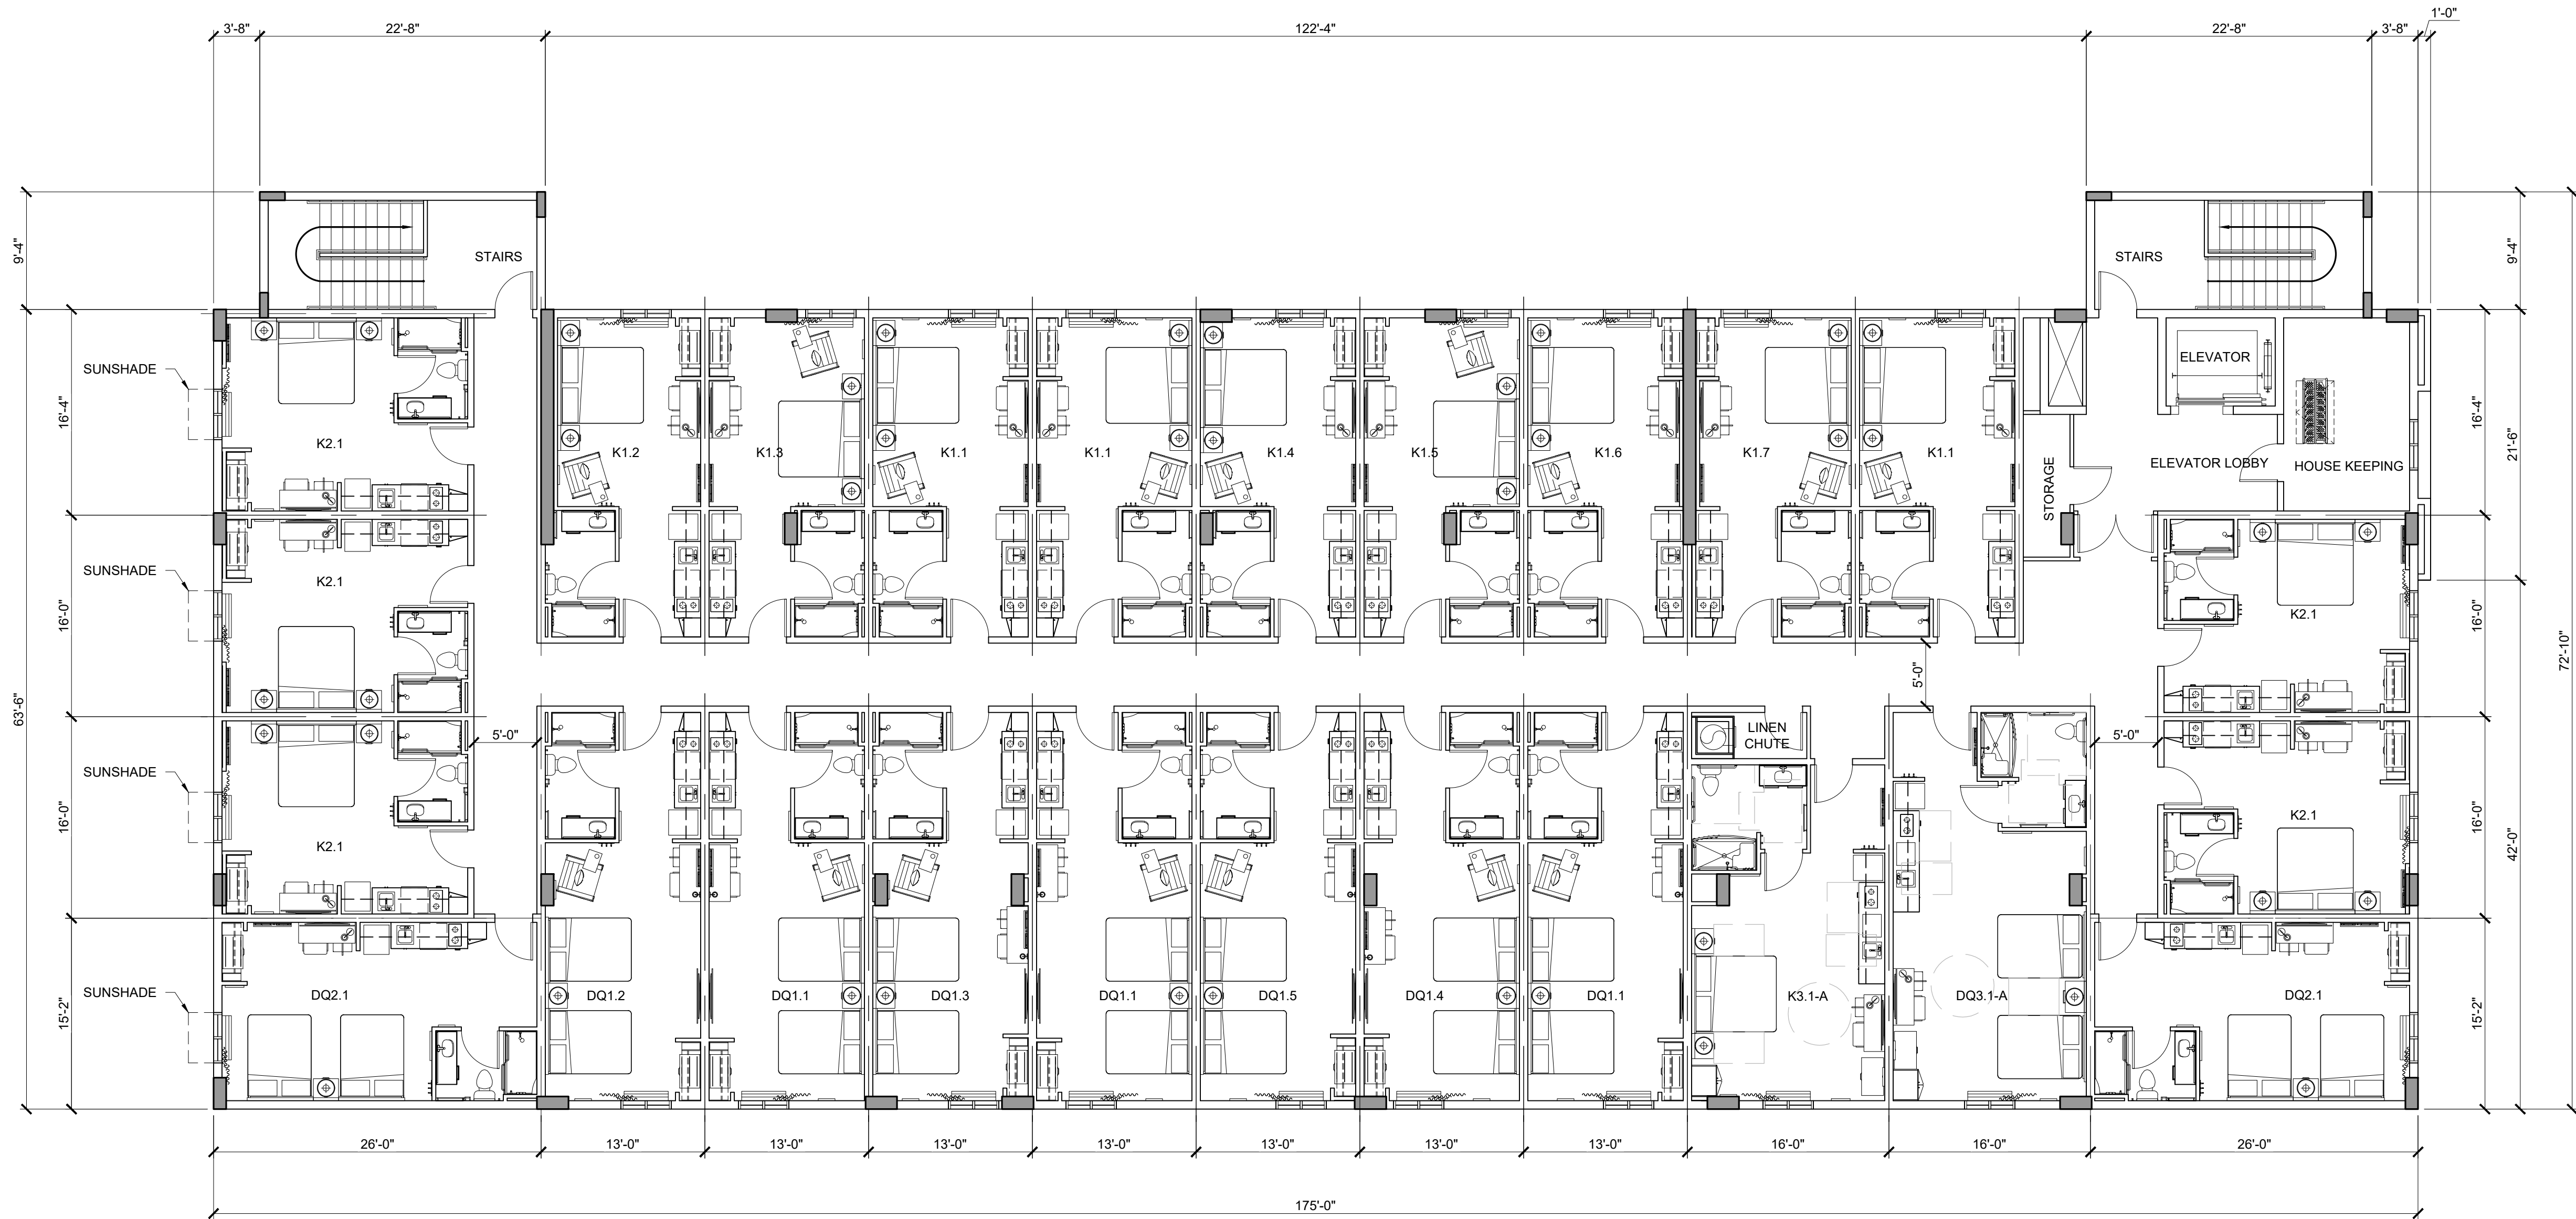 1'-0"
3'-8"
22'-8"
122'-4"
22'-8"
3'-8"
9'-4"
STAIRS
STAIRS
9'-4"
SUNSHADE
ELEVATOR
16'-4"
K2.1
K1.2
K1.3
K1.1
K1.1
K1.4
K1.5
K1.6
K1.7
K1.1
STORAGE
ELEVATOR LOBBY
HOUSE KEEPING
16'-4"
21'-6"
SUNSHADE
K2.1
16'-0"
K2.1
16'-0"
72'-10"
63'-6"
5'-0"
5'-0"
LINEN
CHUTE
5'-0"
SUNSHADE
16'-0"
K2.1
K2.1
16'-0"
42'-0"
SUNSHADE
15'-2"
DQ2.1
DQ1.2
DQ1.1
DQ1.3
DQ1.1
DQ1.5
DQ1.4
DQ1.1
K3.1-A
DQ3.1-A
DQ2.1
15'-2"
26'-0"
13'-0"
13'-0"
13'-0"
13'-0"
13'-0"
13'-0"
13'-0"
16'-0"
16'-0"
26'-0"
175'-0"